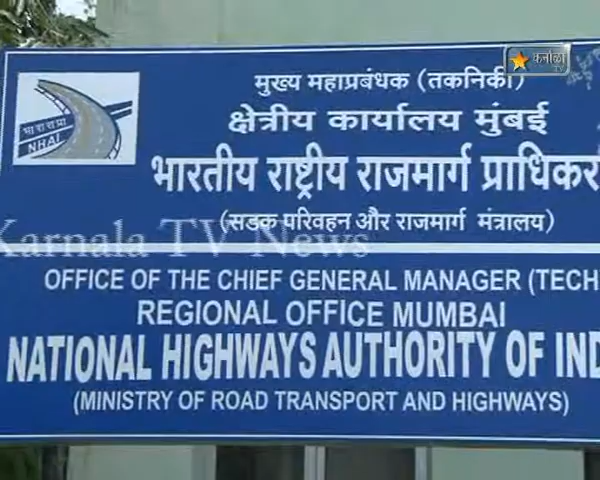 कर्नाळा
TV
मुख्य महाप्रबंधक (तकनिकी)
क्षेत्रीय कार्यालय मुंबई
भाराराप्रा
NHAI
भारतीय राष्ट्रीय राजमार्ग प्राधिकर
(सडक परिवहन और राजमार्ग मंत्रालय)
Karnala TV News
OFFICE OF THE CHIEF GENERAL MANAGER (TECH
REGIONAL OFFICE MUMBAI
NATIONAL HIGHWAYS AUTHORITY OF IND
(MINISTRY OF ROAD TRANSPORT AND HIGHWAYS)